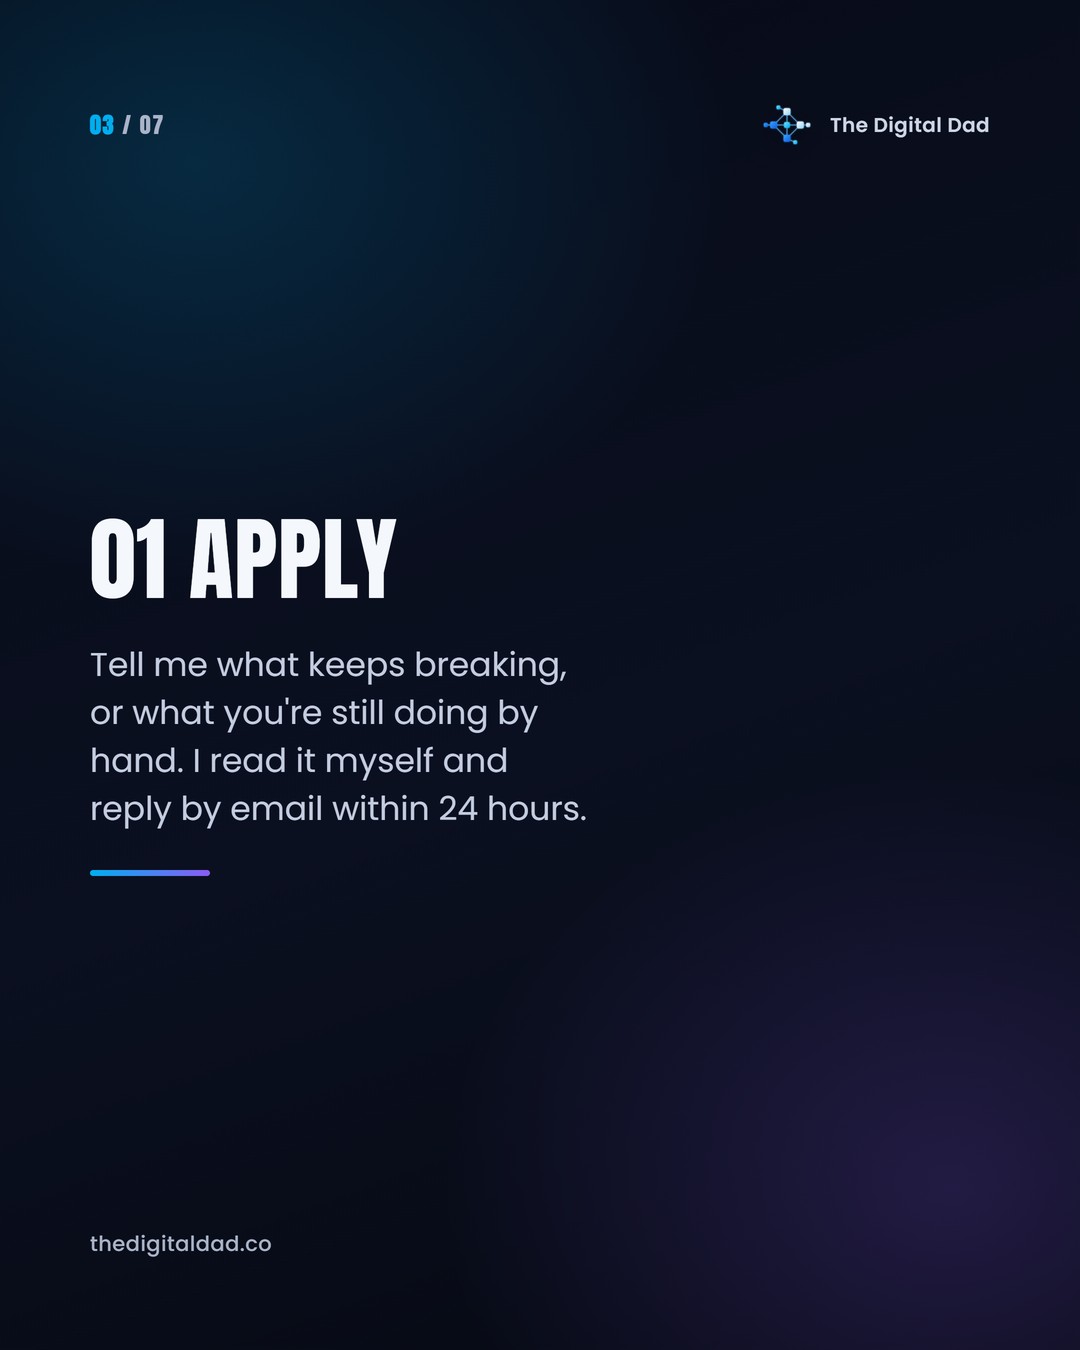 03 / 07
The Digital Dad
01 APPLY
Tell me what keeps breaking,
or what you're still doing by
hand. I read it myself and
reply by email within 24 hours.
thedigitaldad.co